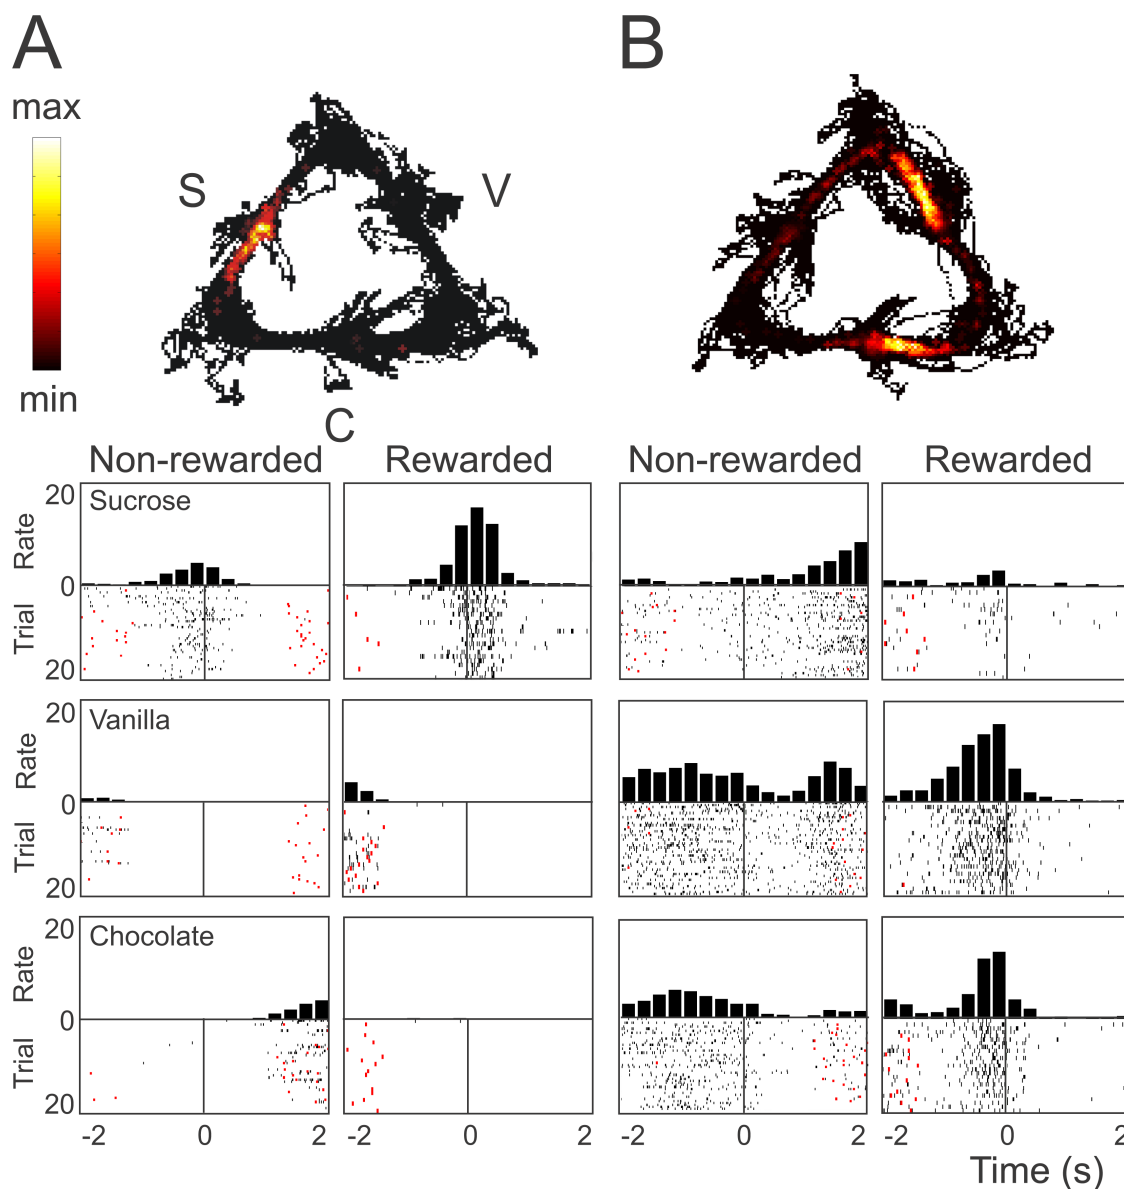 A
B
max
min
S
V
C
Non-rewarded
Rewarded
Non-rewarded
Rewarded
20
Rate
0
Sucrose
Trial
20
20
Rate
0
Vanilla
Trial
20
20
Rate
0
Chocolate
Trial
20
-2 0 2
-2 0 2
-2 0 2
-2 0 2
Time (s)